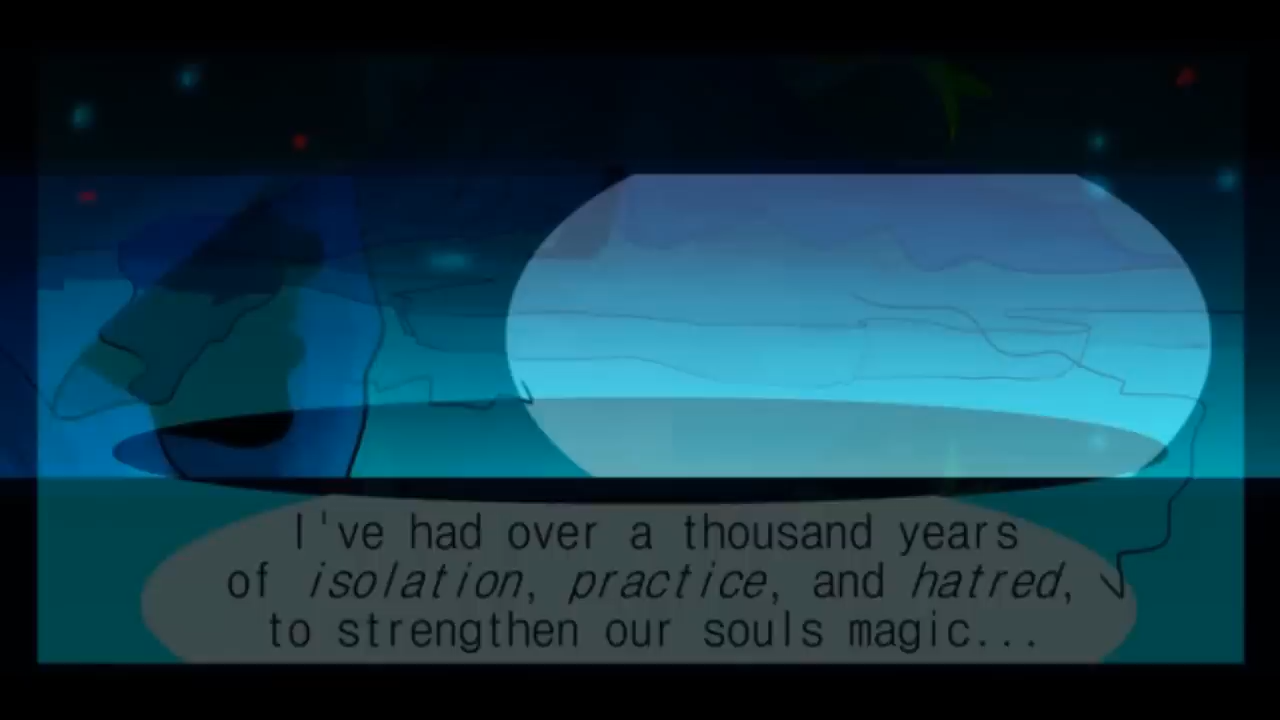 I've had over a thousand years
of isolation, practice, and hatred,
to strengthen our souls magic...